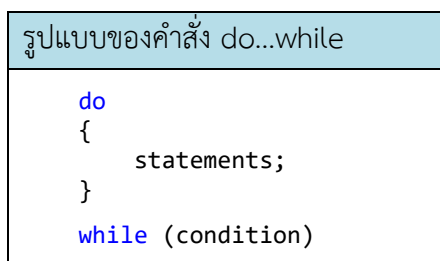 รูปแบบของคำสั่ง do...while
do
{
statements;
}
while (condition)